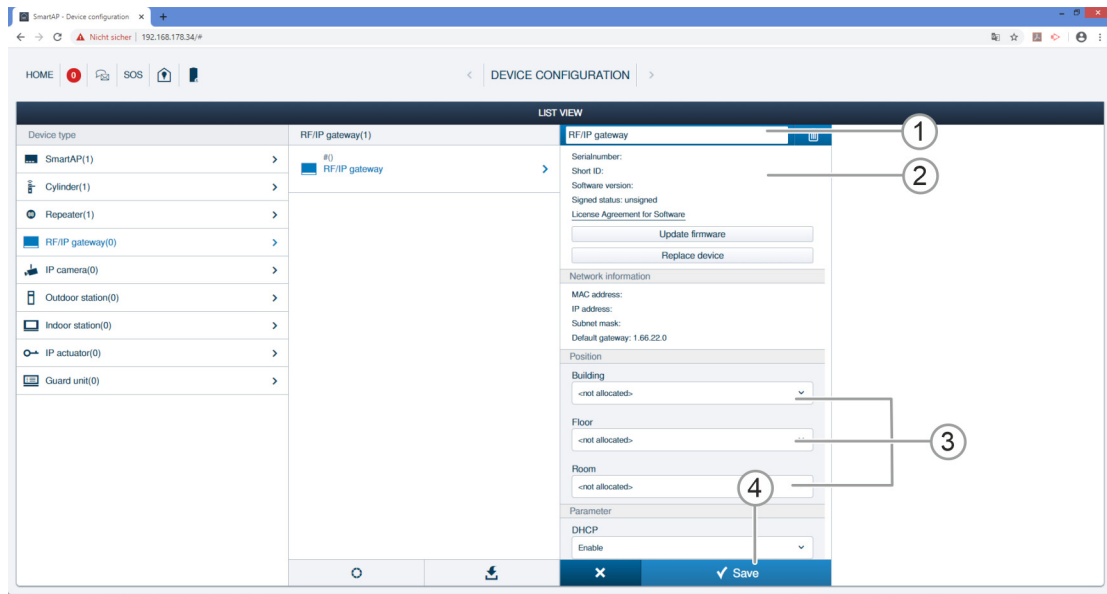 SmartAP - Device configuration
Nicht sicher | 192.168.178.34/#
HOME 0 SOS
DEVICE CONFIGURATION
LIST VIEW
Device type
SmartAP(1)
Cylinder(1)
Repeater(1)
RF/IP gateway(0)
IP camera(0)
Outdoor station(0)
Indoor station(0)
IP actuator(0)
Guard unit(0)
RF/IP gateway(1)
#()
RF/IP gateway
RF/IP gateway
1
Serialnumber:
Short ID:
2
Software version:
Signed status: unsigned
License Agreement for Software
Update firmware
Replace device
Network information
MAC address:
IP address:
Subnet mask:
Default gateway: 1.66.22.0
Position
Building
<not allocated>
Floor
<not allocated>
3
Room
<not allocated>
4
Parameter
DHCP
Enable
Save